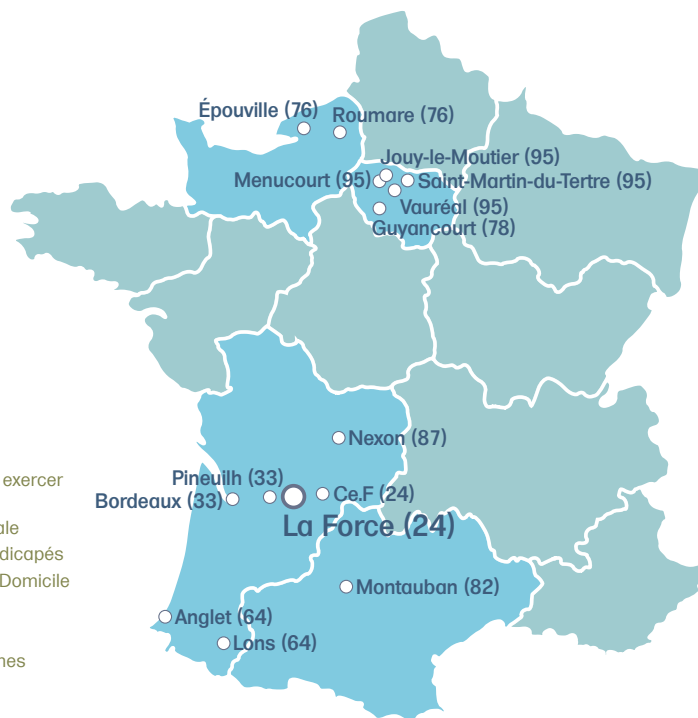 Épouville (76)
Roumare (76)
Jouy-le-Moutier (95)
Menucourt (95)
Saint-Martin-du-Tertre (95)
Vauréal (95)
Guyancourt (78)
Nexon (87)
exercer
Pineuilh (33)
Bordeaux (33)
Ce.F (24)
La Force (24)
ale
dicapés
Domicile
Montauban (82)
Anglet (64)
Lons (64)
nes